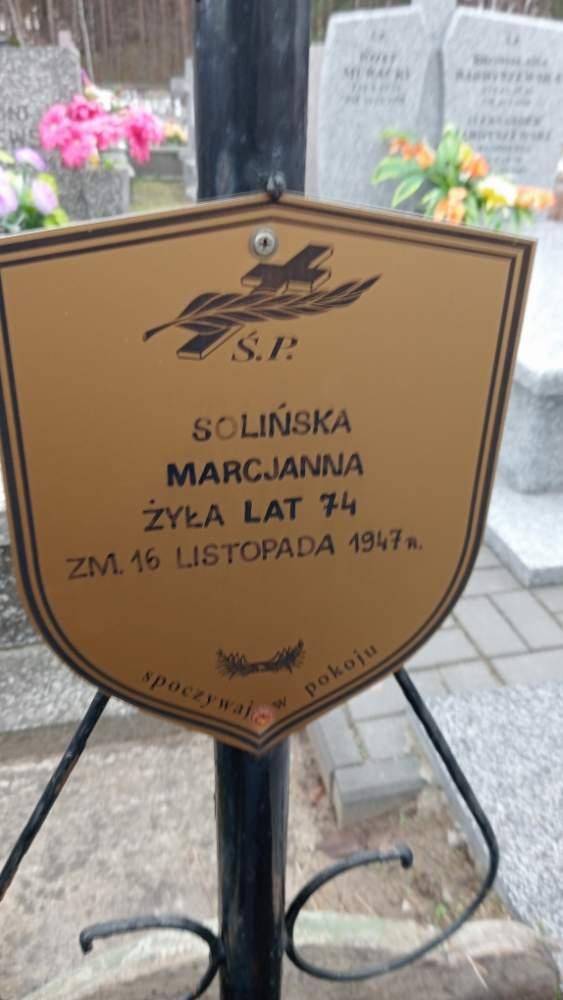 Ś.P.
SOLIŃSKA
MARCJANNA
ŻYŁA LAT 74
ZM. 16 LISTOPADA 1947 R.
spoczywaj w pokoju